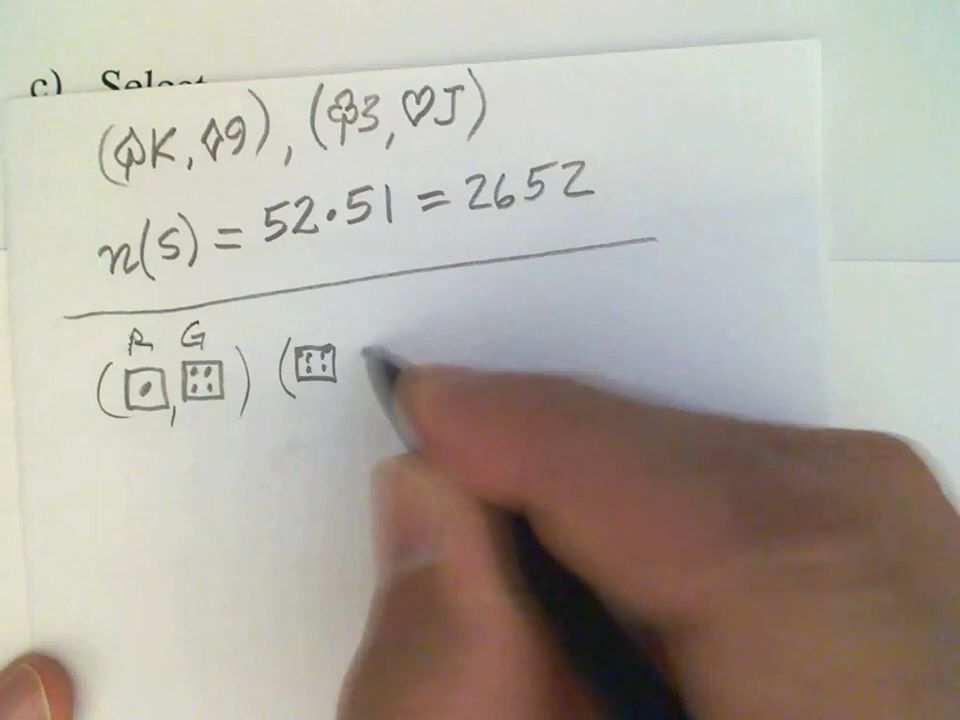 c) Select
(♤K, ♢9), (♧3, ♡J)
n(S) = 52·51 = 2652
R G
(⚀, ⚃) (⚃